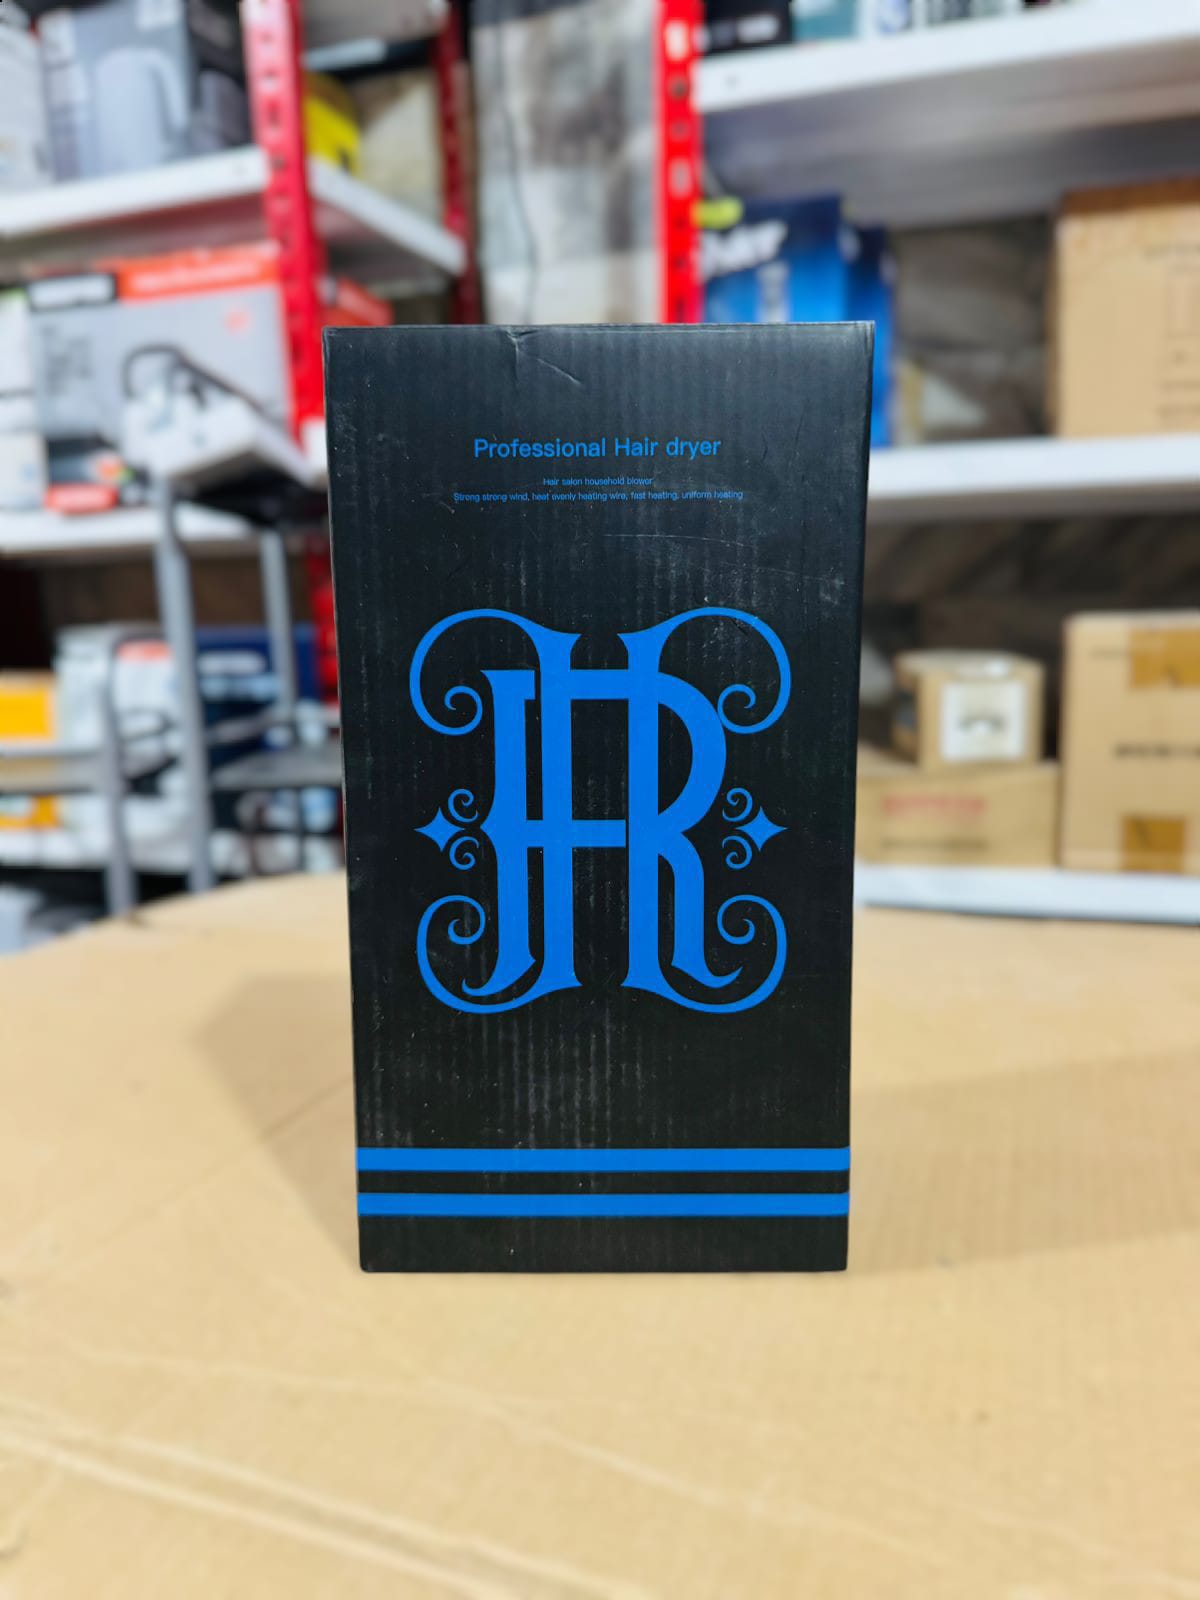 Professional Hair dryer
Hair salon household blower
Strong strong wind, heat evenly heating wire, fast heating, uniform heating
HR